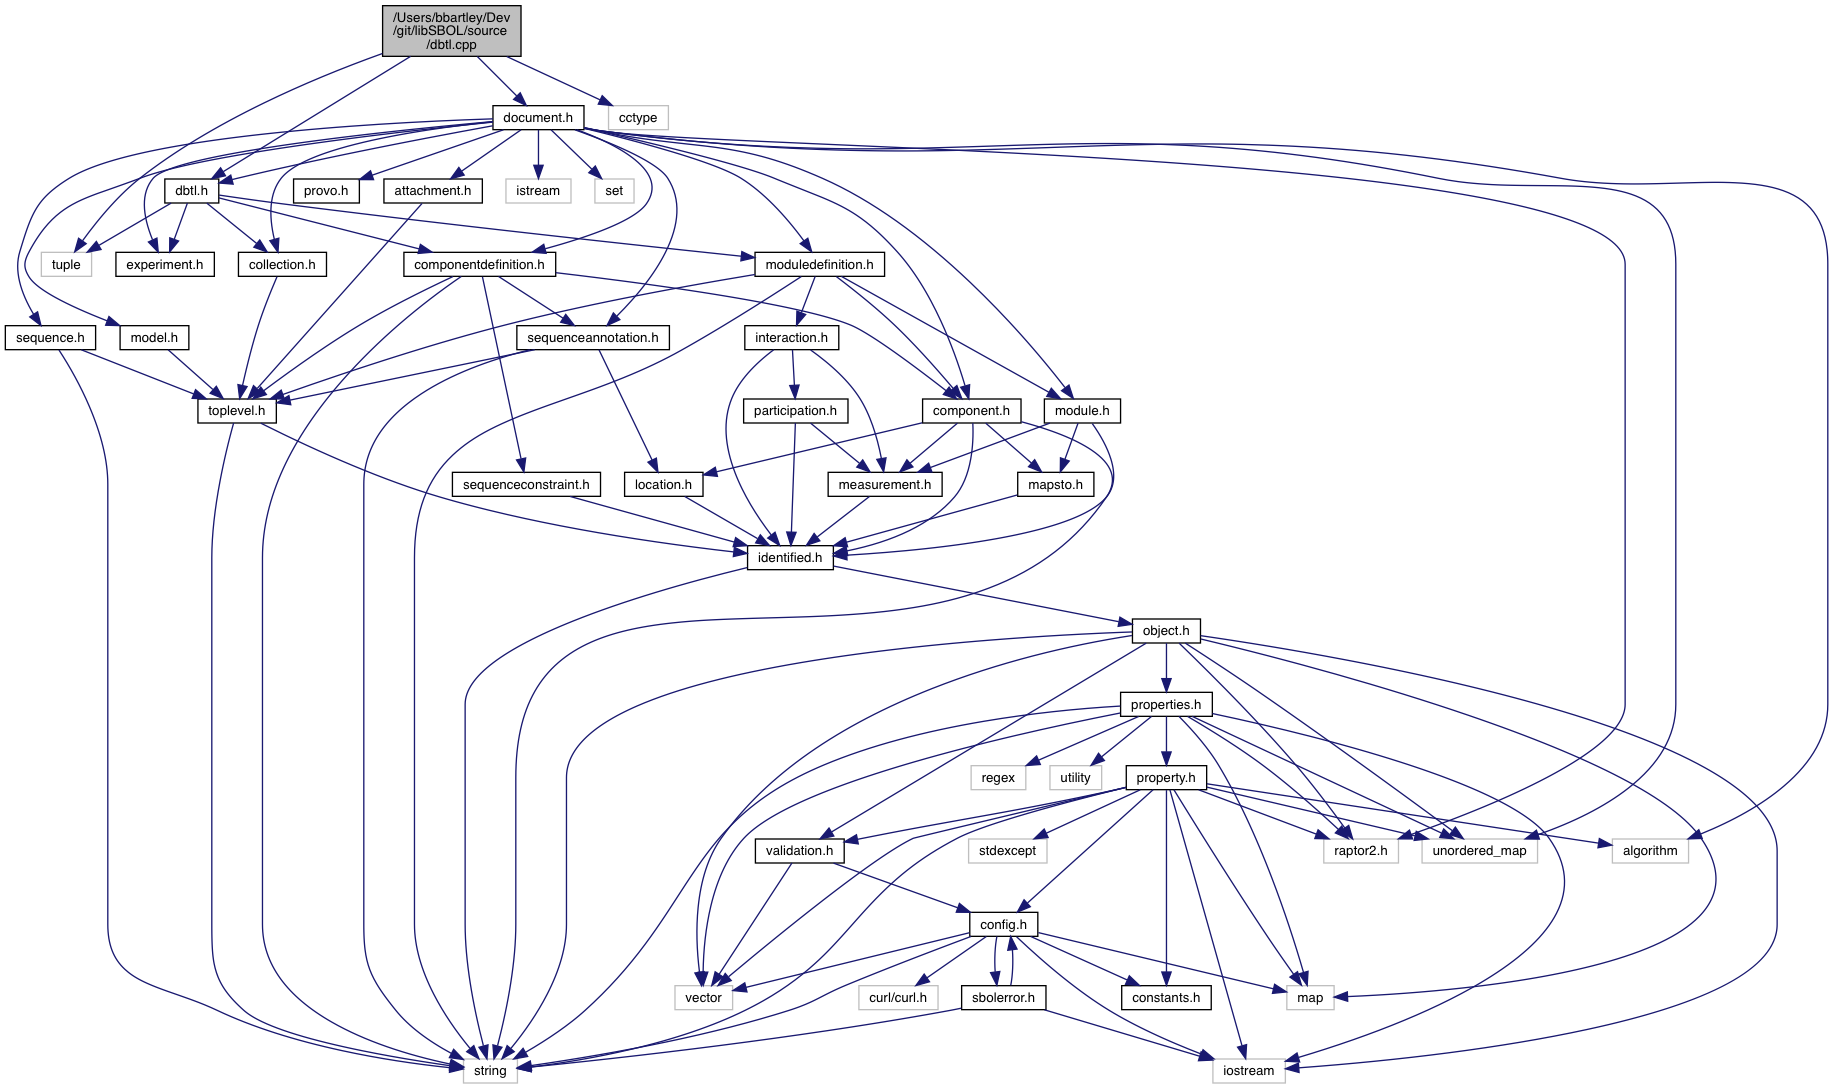 /Users/bbartley/Dev
/git/libSBOL/source
/dbtl.cpp
document.h
cctype
dbtl.h
provo.h
attachment.h
istream
set
tuple
experiment.h
collection.h
componentdefinition.h
moduledefinition.h
sequence.h
model.h
sequenceannotation.h
interaction.h
toplevel.h
participation.h
component.h
module.h
sequenceconstraint.h
location.h
measurement.h
mapsto.h
identified.h
object.h
properties.h
regex
utility
property.h
validation.h
stdexcept
raptor2.h
unordered_map
algorithm
config.h
vector
curl/curl.h
sbolerror.h
constants.h
map
string
iostream